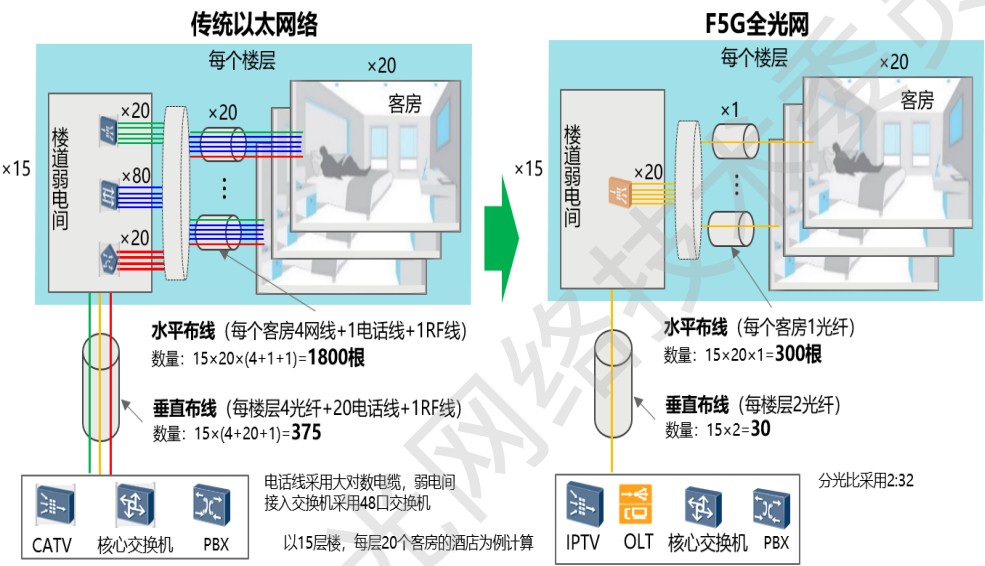 传统以太网络
每个楼层
×20
×15
楼道弱电间
×20
×80
×20
×20
客房
水平布线（每个客房4网线+1电话线+1RF线）
数量：15×20×(4+1+1)=1800根
垂直布线（每楼层4光纤+20电话线+1RF线）
数量：15×(4+20+1)=375
CATV
核心交换机
PBX
电话线采用大对数电缆，弱电间
接入交换机采用48口交换机
以15层楼，每层20个客房的酒店为例计算
F5G全光网
每个楼层
×20
×15
楼道弱电间
×20
×1
客房
水平布线（每个客房1光纤）
数量：15×20×1=300根
垂直布线（每楼层2光纤）
数量：15×2=30
IPTV
OLT
核心交换机
PBX
分光比采用2:32
光网络技术委员